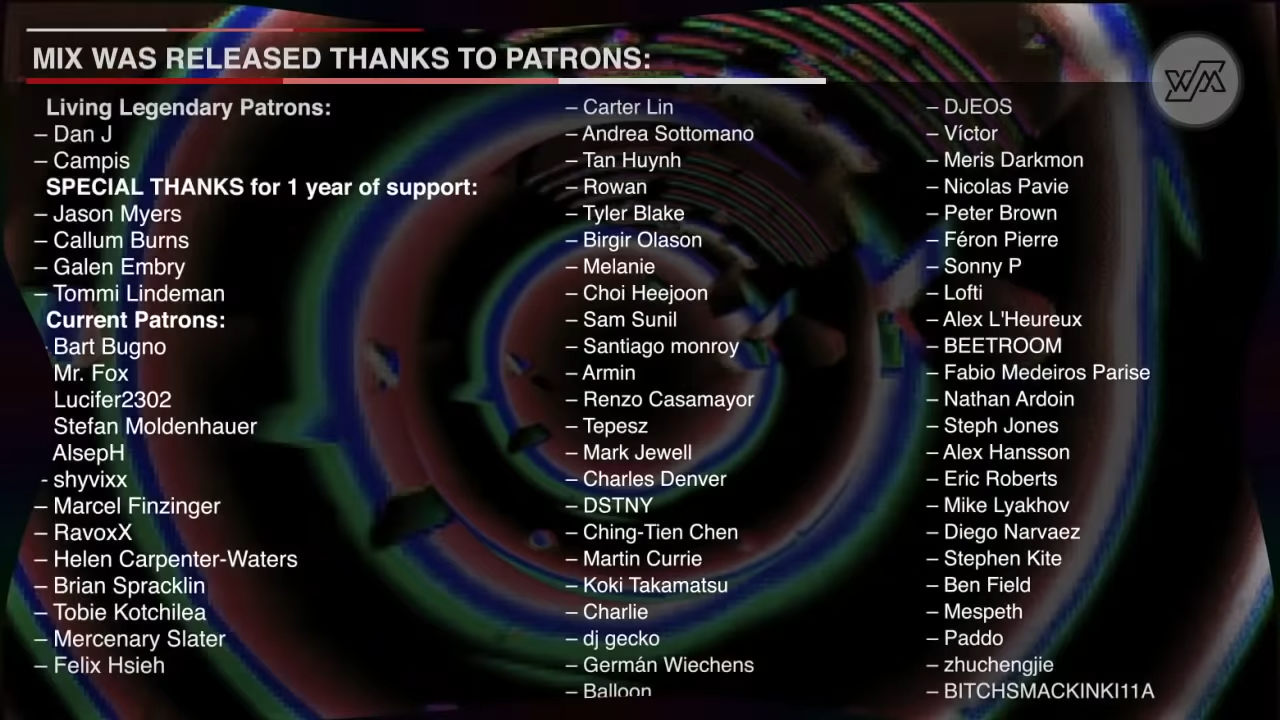 MIX WAS RELEASED THANKS TO PATRONS:
WM
Living Legendary Patrons:
– Dan J
– Campis
SPECIAL THANKS for 1 year of support:
– Jason Myers
– Callum Burns
– Galen Embry
– Tommi Lindeman
Current Patrons:
Bart Bugno
Mr. Fox
Lucifer2302
Stefan Moldenhauer
AlsepH
- shyvixx
– Marcel Finzinger
– RavoxX
– Helen Carpenter-Waters
– Brian Spracklin
– Tobie Kotchilea
– Mercenary Slater
– Felix Hsieh
– Carter Lin
– Andrea Sottomano
– Tan Huynh
– Rowan
– Tyler Blake
– Birgir Olason
– Melanie
– Choi Heejoon
– Sam Sunil
– Santiago monroy
– Armin
– Renzo Casamayor
– Tepesz
– Mark Jewell
– Charles Denver
– DSTNY
– Ching-Tien Chen
– Martin Currie
– Koki Takamatsu
– Charlie
– dj gecko
– Germán Wiechens
– Balloon
– DJEOS
– Víctor
– Meris Darkmon
– Nicolas Pavie
– Peter Brown
– Féron Pierre
– Sonny P
– Lofti
– Alex L'Heureux
– BEETROOM
– Fabio Medeiros Parise
– Nathan Ardoin
– Steph Jones
– Alex Hansson
– Eric Roberts
– Mike Lyakhov
– Diego Narvaez
– Stephen Kite
– Ben Field
– Mespeth
– Paddo
– zhuchengjie
– BITCHSMACKINKI11A